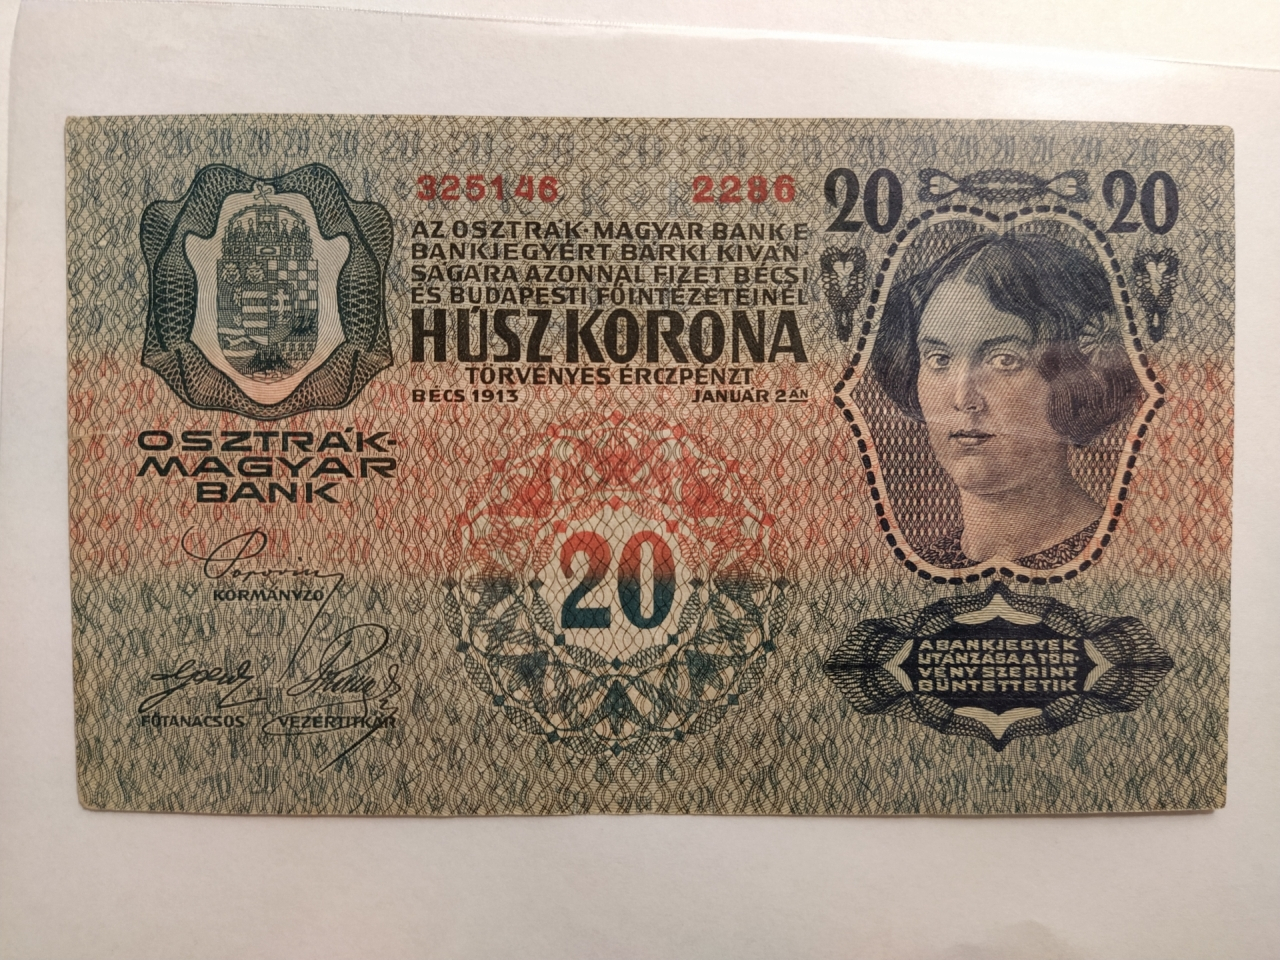 325146 2286
20 20
AZ OSZTRÁK-MAGYAR BANK E
BANKJEGYÉRT BÁRKI KIVÁN-
SÁGÁRA AZONNAL FIZET BÉCSI
ÉS BUDAPESTI FŐINTÉZETEINÉL
HÚSZ KORONA
TÖRVÉNYES ÉRCZPÉNZT
BÉCS 1913 JANUÁR 2ÁN
OSZTRÁK-
MAGYAR
BANK
KORMÁNYZÓ
FŐTANÁCSOS VEZÉRTITKÁR
20
A BANKJEGYEK
UTÁNZÁSA A TÖR-
VÉNY SZERINT
BÜNTETTETIK